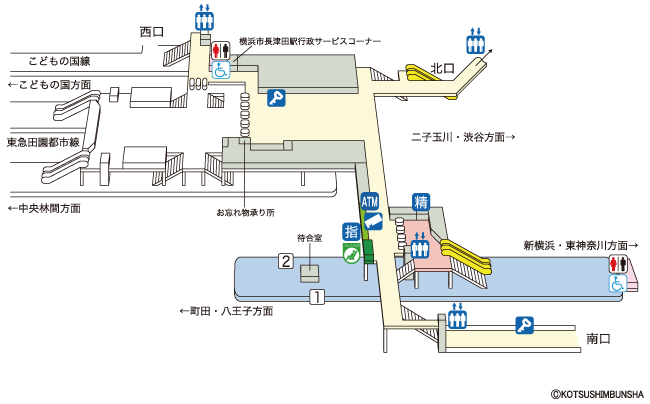 西口
横浜市長津田駅行政サービスコーナー
こどもの国線
←こどもの国方面
北口
東急田園都市線
二子玉川・渋谷方面→
お忘れ物承り所
←中央林間方面
ATM
精
指
待合室
新横浜・東神奈川方面→
2
1
←町田・八王子方面
南口
©KOTSUSHIMBUNSHA